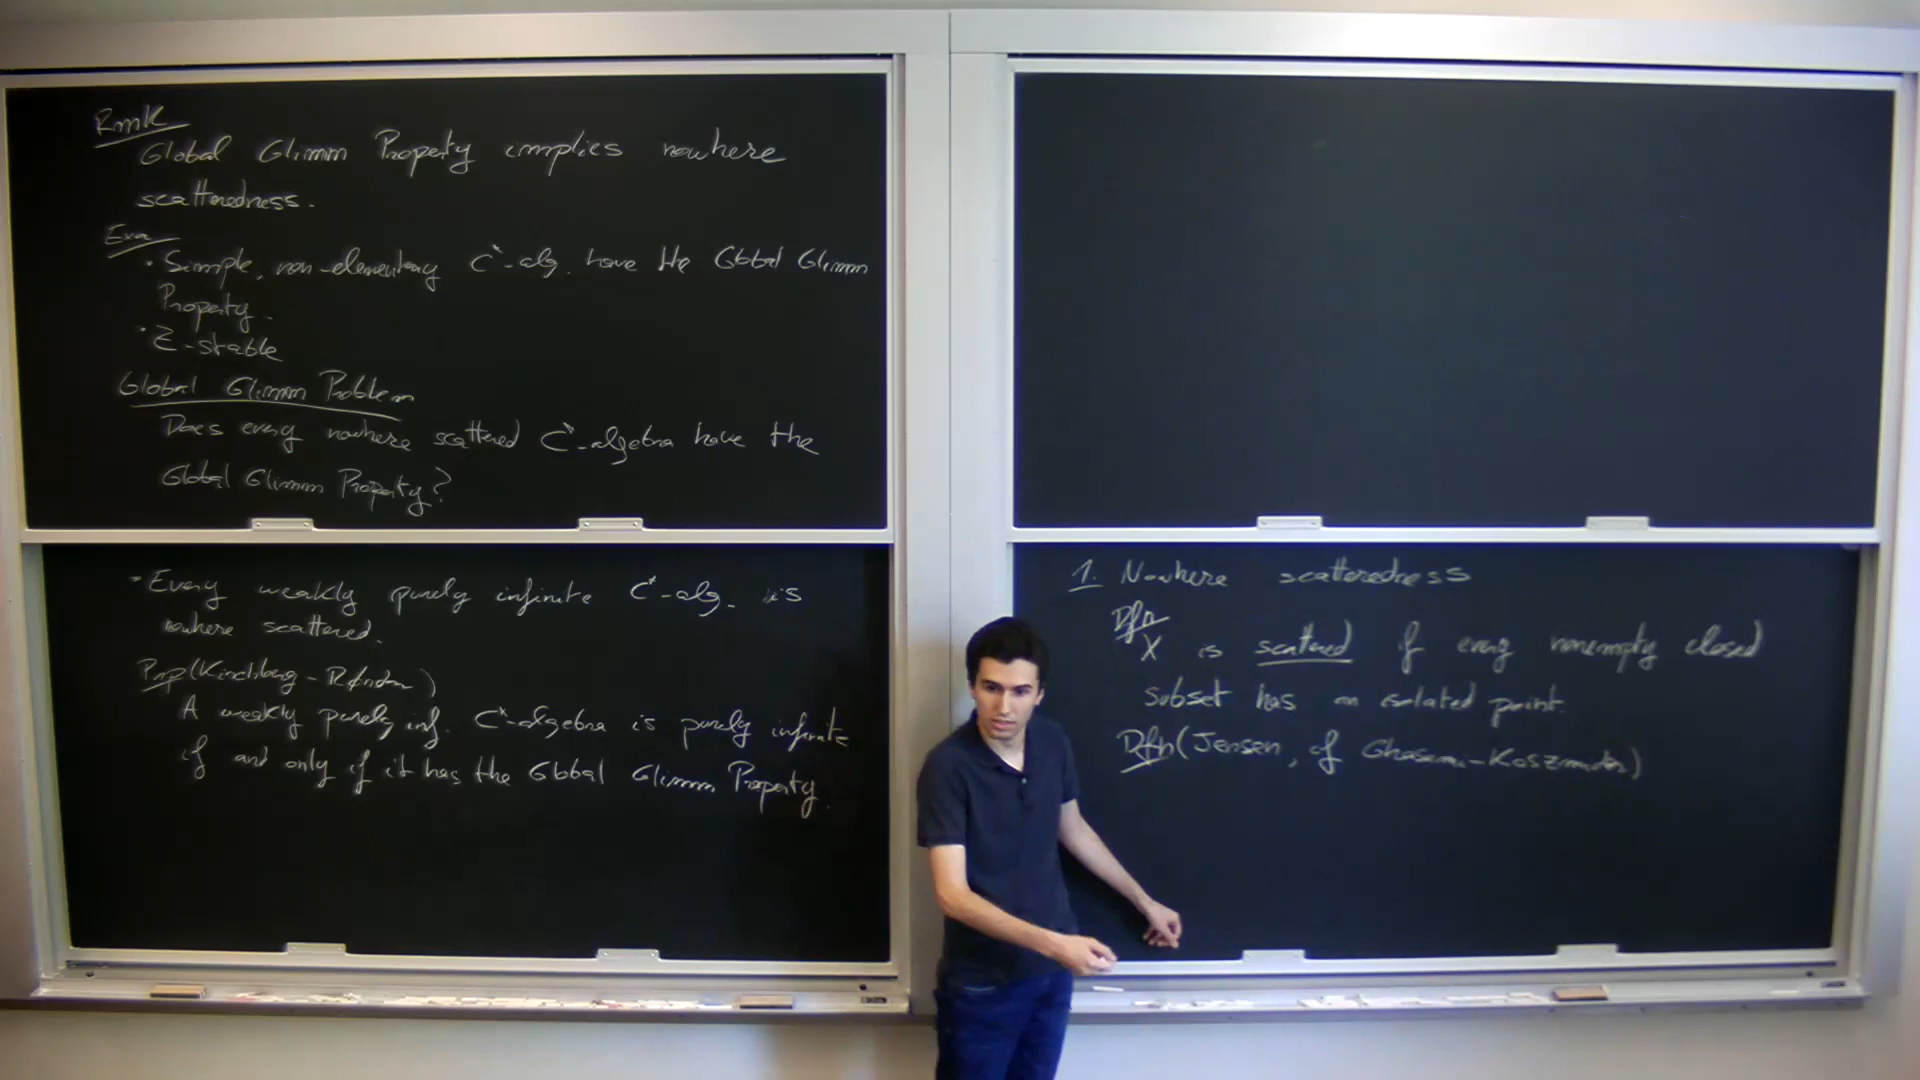 Rmk
Global Glimm Property implies nowhere
scatteredness.
Exa
· Simple, non-elementary C*-alg. have the Global Glimm
Property.
· Z-stable
Global Glimm Problem
Does every nowhere scattered C*-algebra have the
Global Glimm Property?
· Every weakly purely infinite C*-alg. is
nowhere scattered.
Prp (Kirchberg - Rørdam)
A weakly purely inf. C*-algebra is purely infinite
if and only if it has the Global Glimm Property.
1. Nowhere scatteredness
Dfn
X is scattered if every nonempty closed
subset has an isolated point.
Dfn (Jensen, cf Ghasemi-Koszmider)